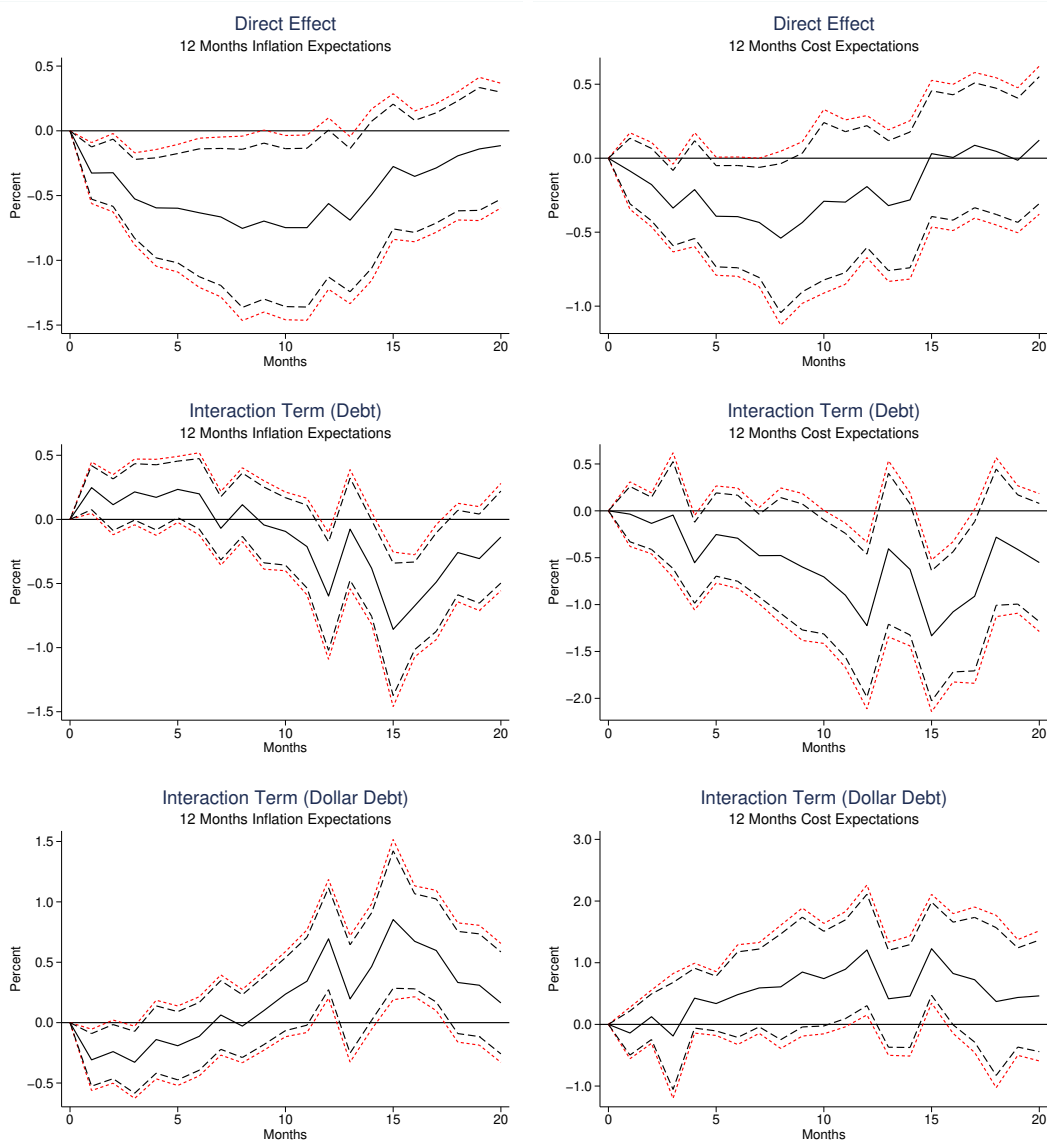 Direct Effect
12 Months Inflation Expectations
0.5
0.0
−0.5
−1.0
−1.5
Percent
0 5 10 15 20
Months
Direct Effect
12 Months Cost Expectations
0.5
0.0
−0.5
−1.0
Percent
0 5 10 15 20
Months
Interaction Term (Debt)
12 Months Inflation Expectations
0.5
0.0
−0.5
−1.0
−1.5
Percent
0 5 10 15 20
Months
Interaction Term (Debt)
12 Months Cost Expectations
0.5
0.0
−0.5
−1.0
−1.5
−2.0
Percent
0 5 10 15 20
Months
Interaction Term (Dollar Debt)
12 Months Inflation Expectations
1.5
1.0
0.5
0.0
−0.5
Percent
0 5 10 15 20
Months
Interaction Term (Dollar Debt)
12 Months Cost Expectations
3.0
2.0
1.0
0.0
−1.0
Percent
0 5 10 15 20
Months